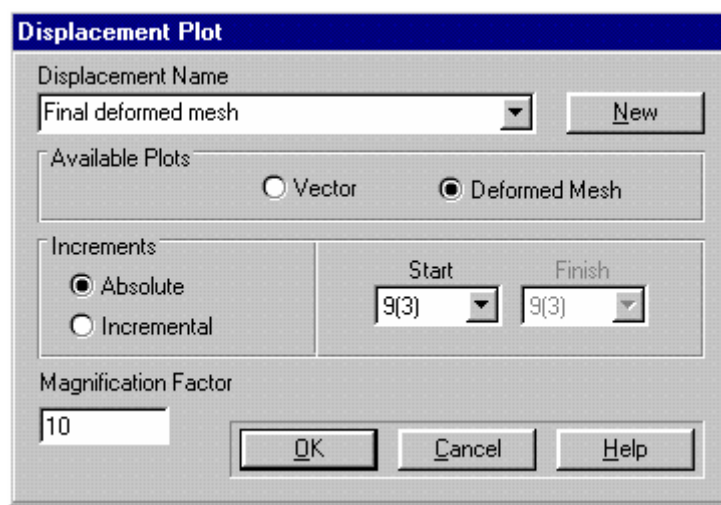 Displacement Plot
Displacement Name
Final deformed mesh
New
Available Plots
Vector
Deformed Mesh
Increments
Absolute
Incremental
Start
Finish
9(3)
9(3)
Magnification Factor
10
OK
Cancel
Help